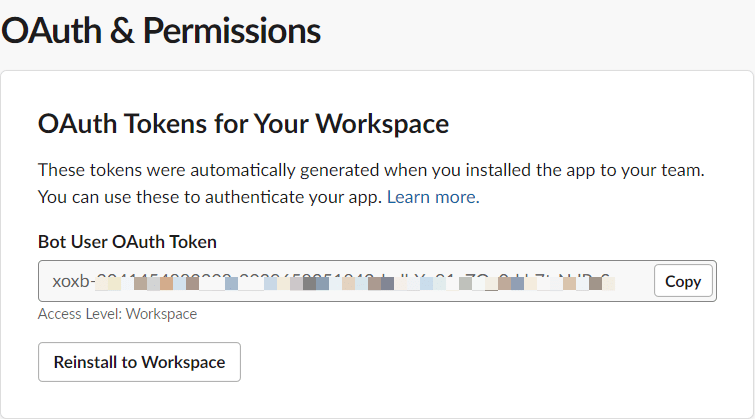 OAuth & Permissions
OAuth Tokens for Your Workspace
These tokens were automatically generated when you installed the app to your team.
You can use these to authenticate your app. Learn more.
Bot User OAuth Token
xoxb-
Copy
Access Level: Workspace
Reinstall to Workspace